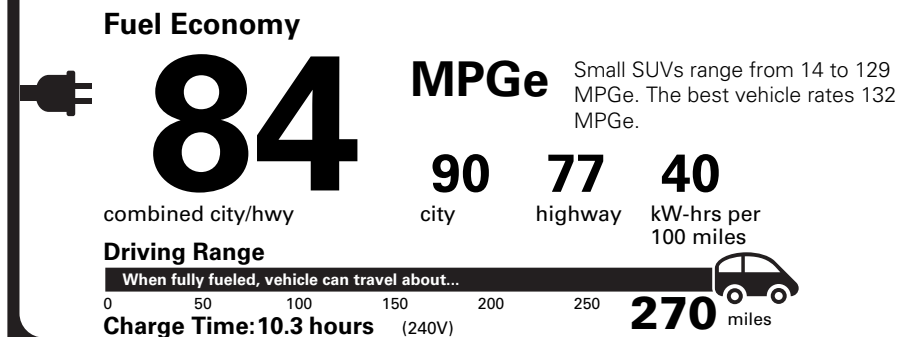 Fuel Economy
84
MPGe
Small SUVs range from 14 to 129
MPGe. The best vehicle rates 132
MPGe.
combined city/hwy
90
city
77
highway
40
kW-hrs per
100 miles
Driving Range
When fully fueled, vehicle can travel about...
0 50 100 150 200 250 270 miles
Charge Time: 10.3 hours (240V)